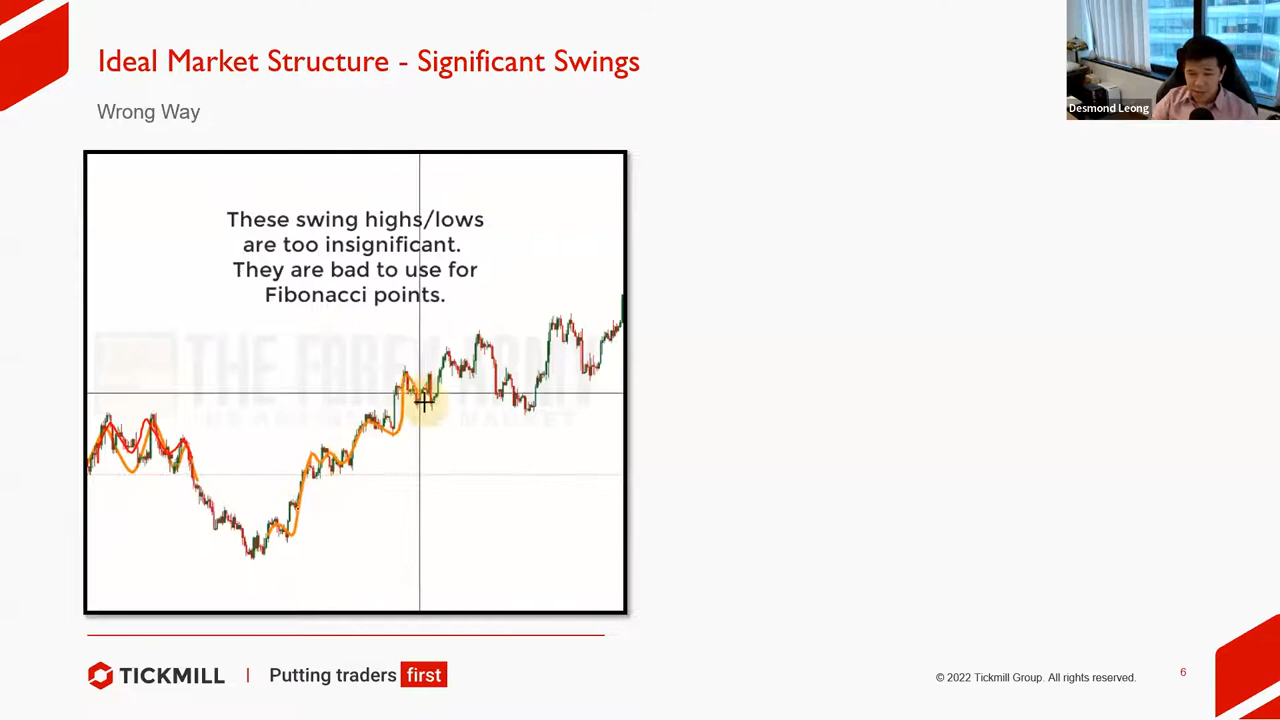 Ideal Market Structure - Significant Swings
Wrong Way
Desmond Leong
These swing highs/lows
are too insignificant.
They are bad to use for
Fibonacci points.
TICKMILL | Putting traders first
© 2022 Tickmill Group. All rights reserved.
6